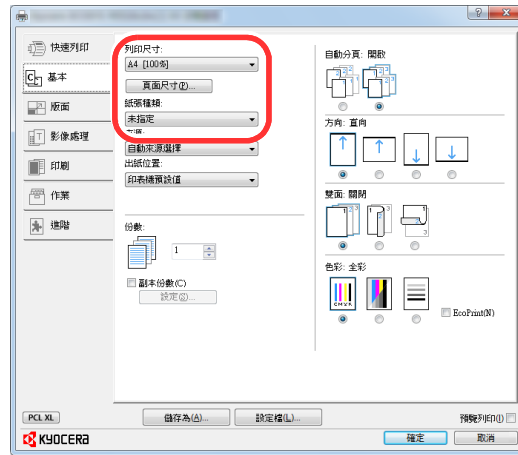 快速列印
基本
版面
影像處理
印刷
作業
進階
列印尺寸:
A4 [100%]
頁面尺寸(P)...
紙張種類:
未指定
自動來源選擇
出紙位置:
印表機預設值
份數:
1
副本份數(C)
設定(G)...
自動分頁: 開啟
123
123
方向: 直向
雙面: 關閉
色彩: 全彩
CMYK
EcoPrint(N)
PCL XL
儲存為(A)...
設定檔(L)...
預覽列印(I)
KYOCERA
確定
取消